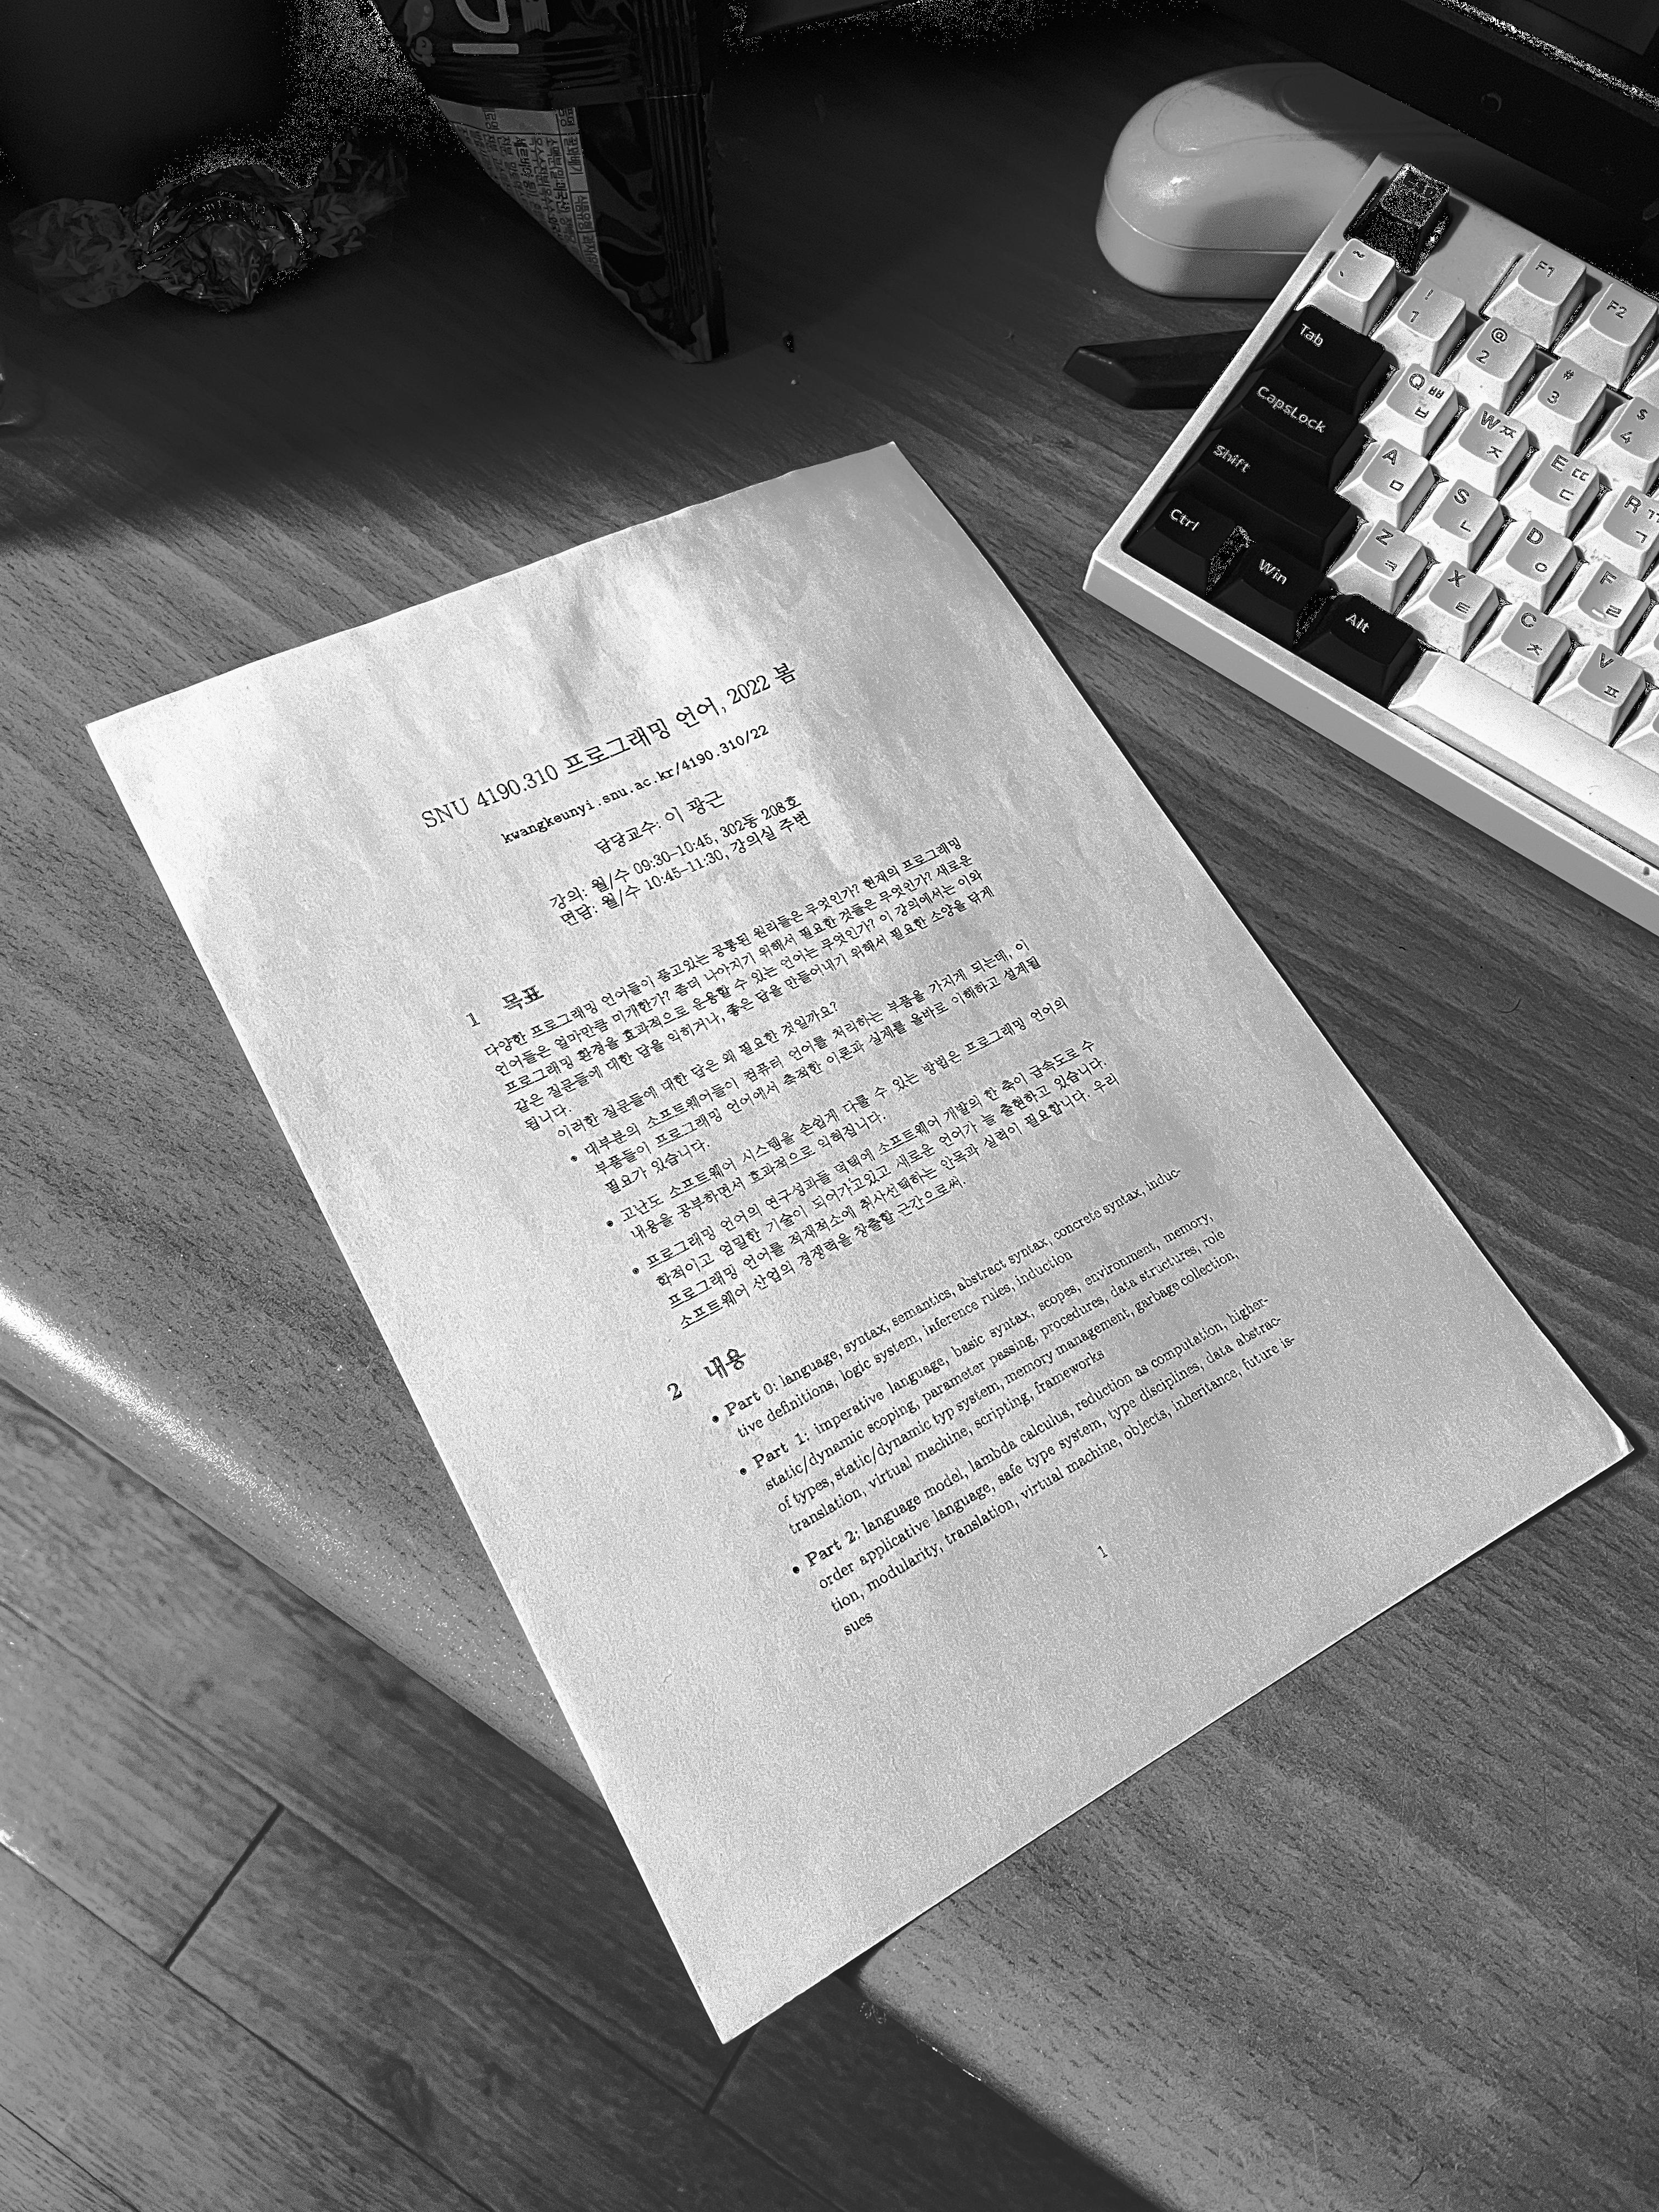 SNU 4190.310 프로그래밍 언어, 2022 봄
kwangkeunyi.snu.ac.kr/4190.310/22
담당교수: 이 광근
강의: 월/수 09:30–10:45, 302동 208호
면담: 월/수 10:45–11:30, 강의실 주변
1 목표
다양한 프로그래밍 언어들이 품고있는 공통된 원리들은 무엇인가? 현재의 프로그래밍
언어들은 얼마만큼 미개한가? 좀더 나아지기 위해서 필요한 것들은 무엇인가? 새로운
프로그래밍 환경을 효과적으로 운용할 수 있는 언어는 무엇인가? 이 강의에서는 이와
같은 질문들에 대한 답을 익히거나, 좋은 답을 만들어내기 위해서 필요한 소양을 닦게
됩니다.
이러한 질문들에 대한 답은 왜 필요한 것일까요?
• 대부분의 소프트웨어들이 컴퓨터 언어를 처리하는 부품을 가지게 되는데, 이
부품들이 프로그래밍 언어에서 축적한 이론과 실제를 올바로 이해하고 설계될
필요가 있습니다.
• 고난도 소프트웨어 시스템을 손쉽게 다룰 수 있는 방법은 프로그래밍 언어의
내용을 공부하면서 효과적으로 익혀집니다.
• 프로그래밍 언어의 연구성과들 덕택에 소프트웨어 개발의 한 축이 급속도로 수
학적이고 엄밀한 기술이 되어가고있고 새로운 언어가 늘 출현하고 있습니다.
프로그래밍 언어를 적재적소에 취사선택하는 안목과 실력이 필요합니다. 우리
소프트웨어 산업의 경쟁력을 창출할 근간으로써.
2 내용
• Part 0: language, syntax, semantics, abstract syntax, concrete syntax, induc-
tive definitions, logic system, inference rules, induction
• Part 1: imperative language, basic syntax, scopes, environment, memory,
static/dynamic scoping, parameter passing, procedures, data structures, role
of types, static/dynamic typ system, memory management, garbage collection,
translation, virtual machine, scripting, frameworks
• Part 2: language model, lambda calculus, reduction as computation, higher-
order applicative language, safe type system, type disciplines, data abstrac-
tion, modularity, translation, virtual machine, objects, inheritance, future is-
sues
1
~ `
F1
F2
! 1
@ 2
# 3
$ 4
Tab
Q ㅃ ㅂ
W ㅉ ㅈ
E ㄸ ㄷ
R ㄲ ㄱ
CapsLock
A ㅁ
S ㄴ
D ㅇ
F ㄹ
Shift
Z ㅋ
X ㅌ
C ㅊ
V ㅍ
Ctrl
Win
Alt